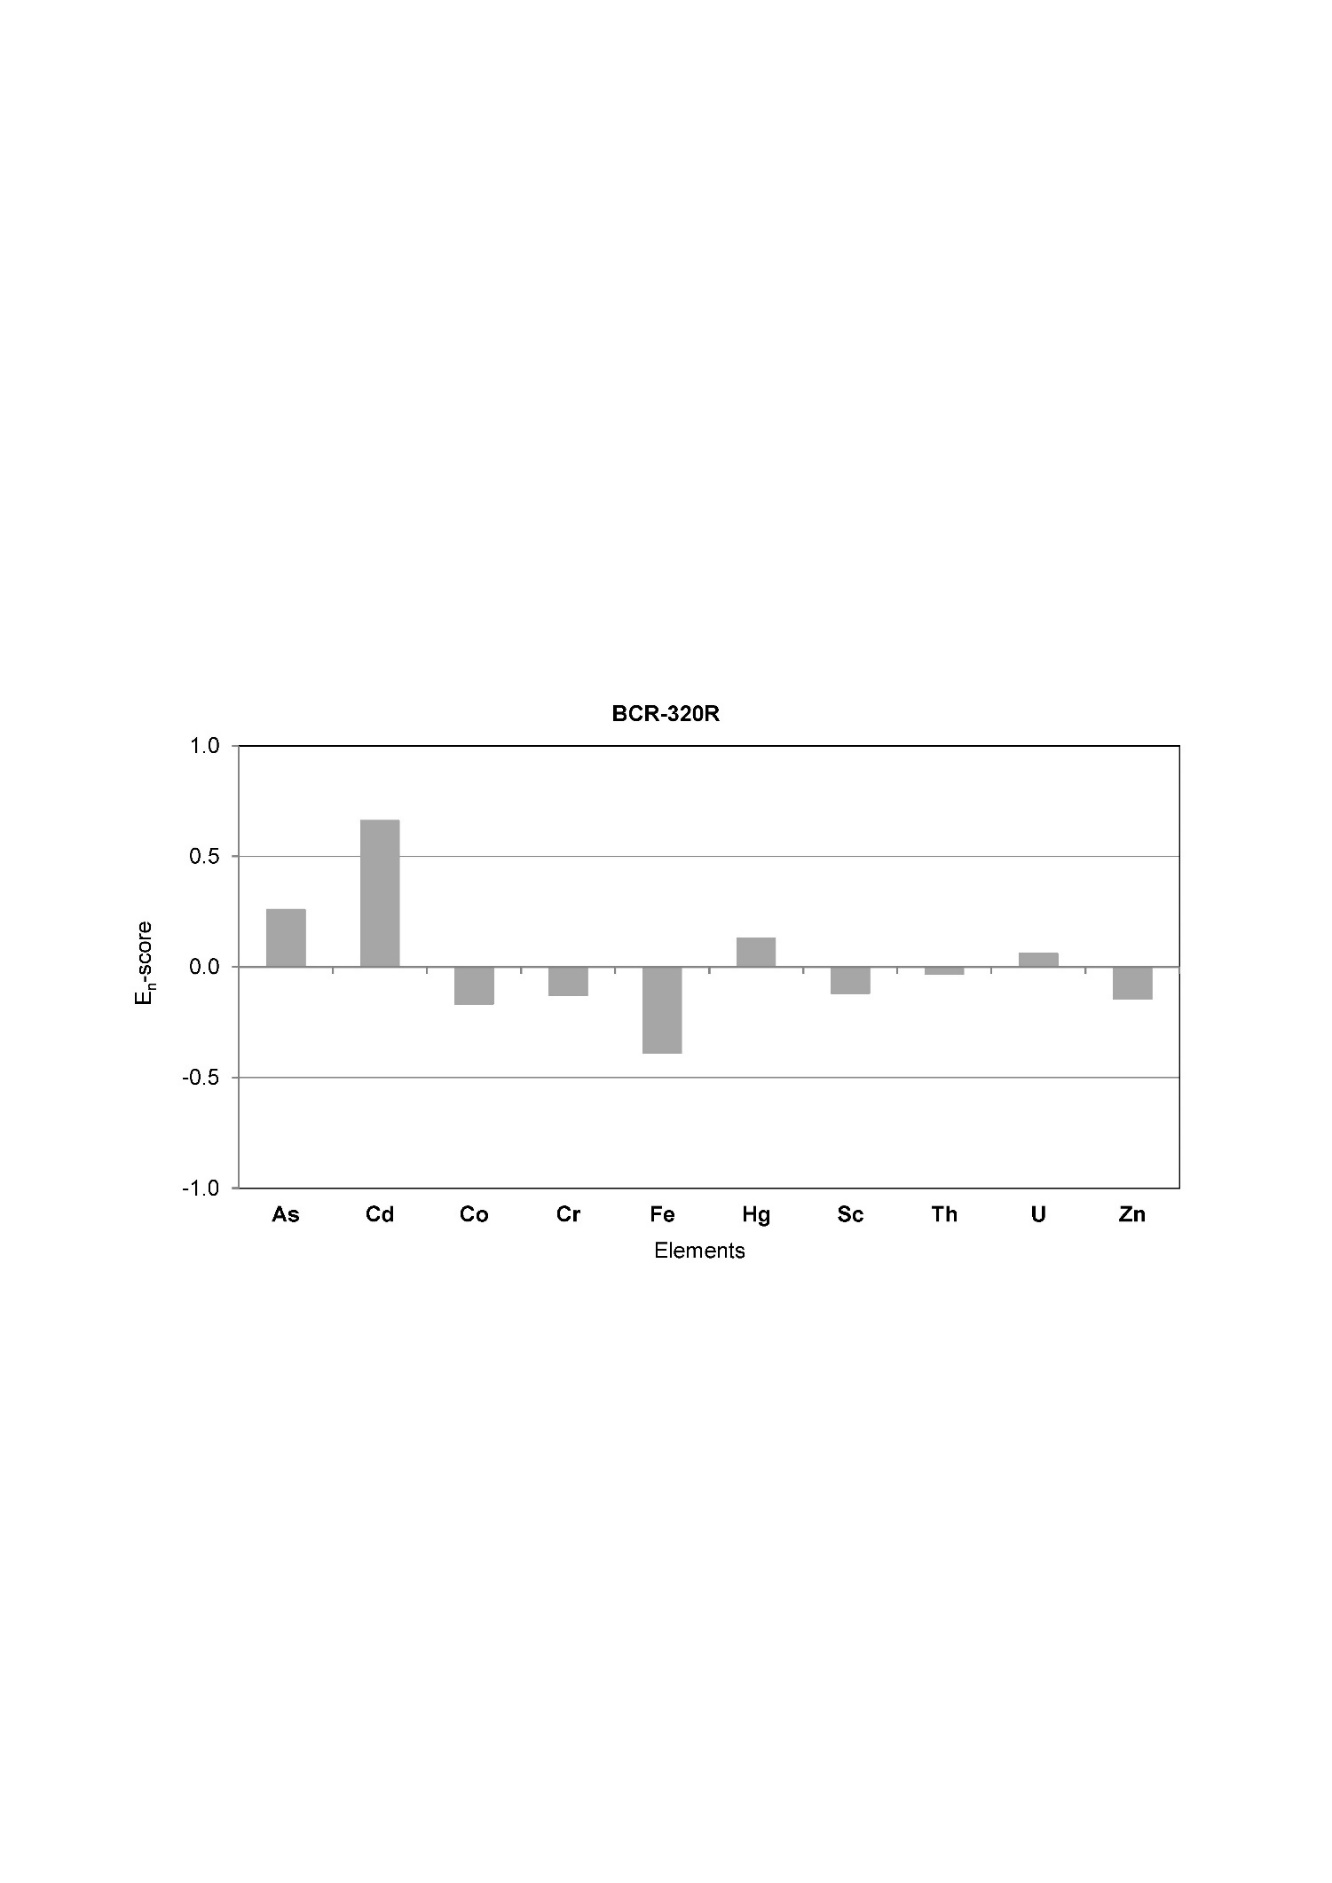 BCR-320R
1.0
0.5
0.0
-0.5
-1.0
En-score
As Cd Co Cr Fe Hg Sc Th U Zn
Elements